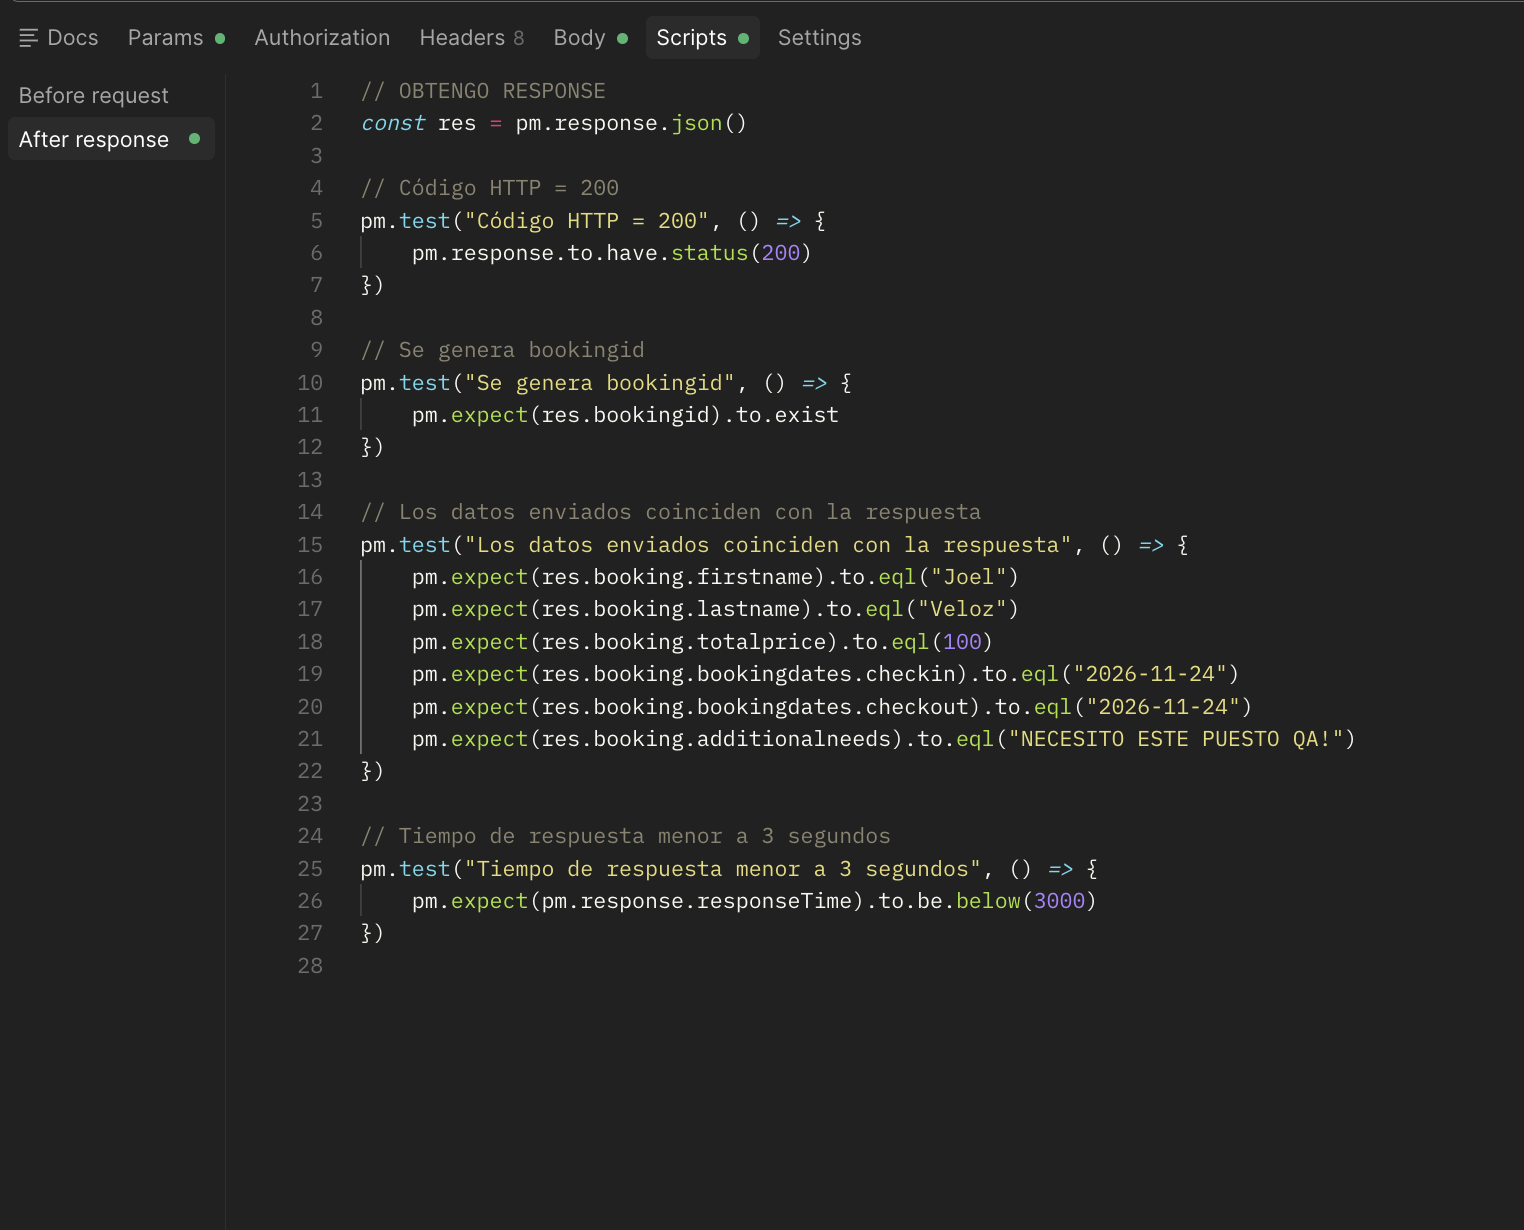 Docs Params Authorization Headers 8 Body Scripts Settings
Before request
After response
1 // OBTENGO RESPONSE
2 const res = pm.response.json()
3
4 // Código HTTP = 200
5 pm.test("Código HTTP = 200", () => {
6     pm.response.to.have.status(200)
7 })
8
9 // Se genera bookingid
10 pm.test("Se genera bookingid", () => {
11     pm.expect(res.bookingid).to.exist
12 })
13
14 // Los datos enviados coinciden con la respuesta
15 pm.test("Los datos enviados coinciden con la respuesta", () => {
16     pm.expect(res.booking.firstname).to.eql("Joel")
17     pm.expect(res.booking.lastname).to.eql("Veloz")
18     pm.expect(res.booking.totalprice).to.eql(100)
19     pm.expect(res.booking.bookingdates.checkin).to.eql("2026-11-24")
20     pm.expect(res.booking.bookingdates.checkout).to.eql("2026-11-24")
21     pm.expect(res.booking.additionalneeds).to.eql("NECESITO ESTE PUESTO QA!")
22 })
23
24 // Tiempo de respuesta menor a 3 segundos
25 pm.test("Tiempo de respuesta menor a 3 segundos", () => {
26     pm.expect(pm.response.responseTime).to.be.below(3000)
27 })
28